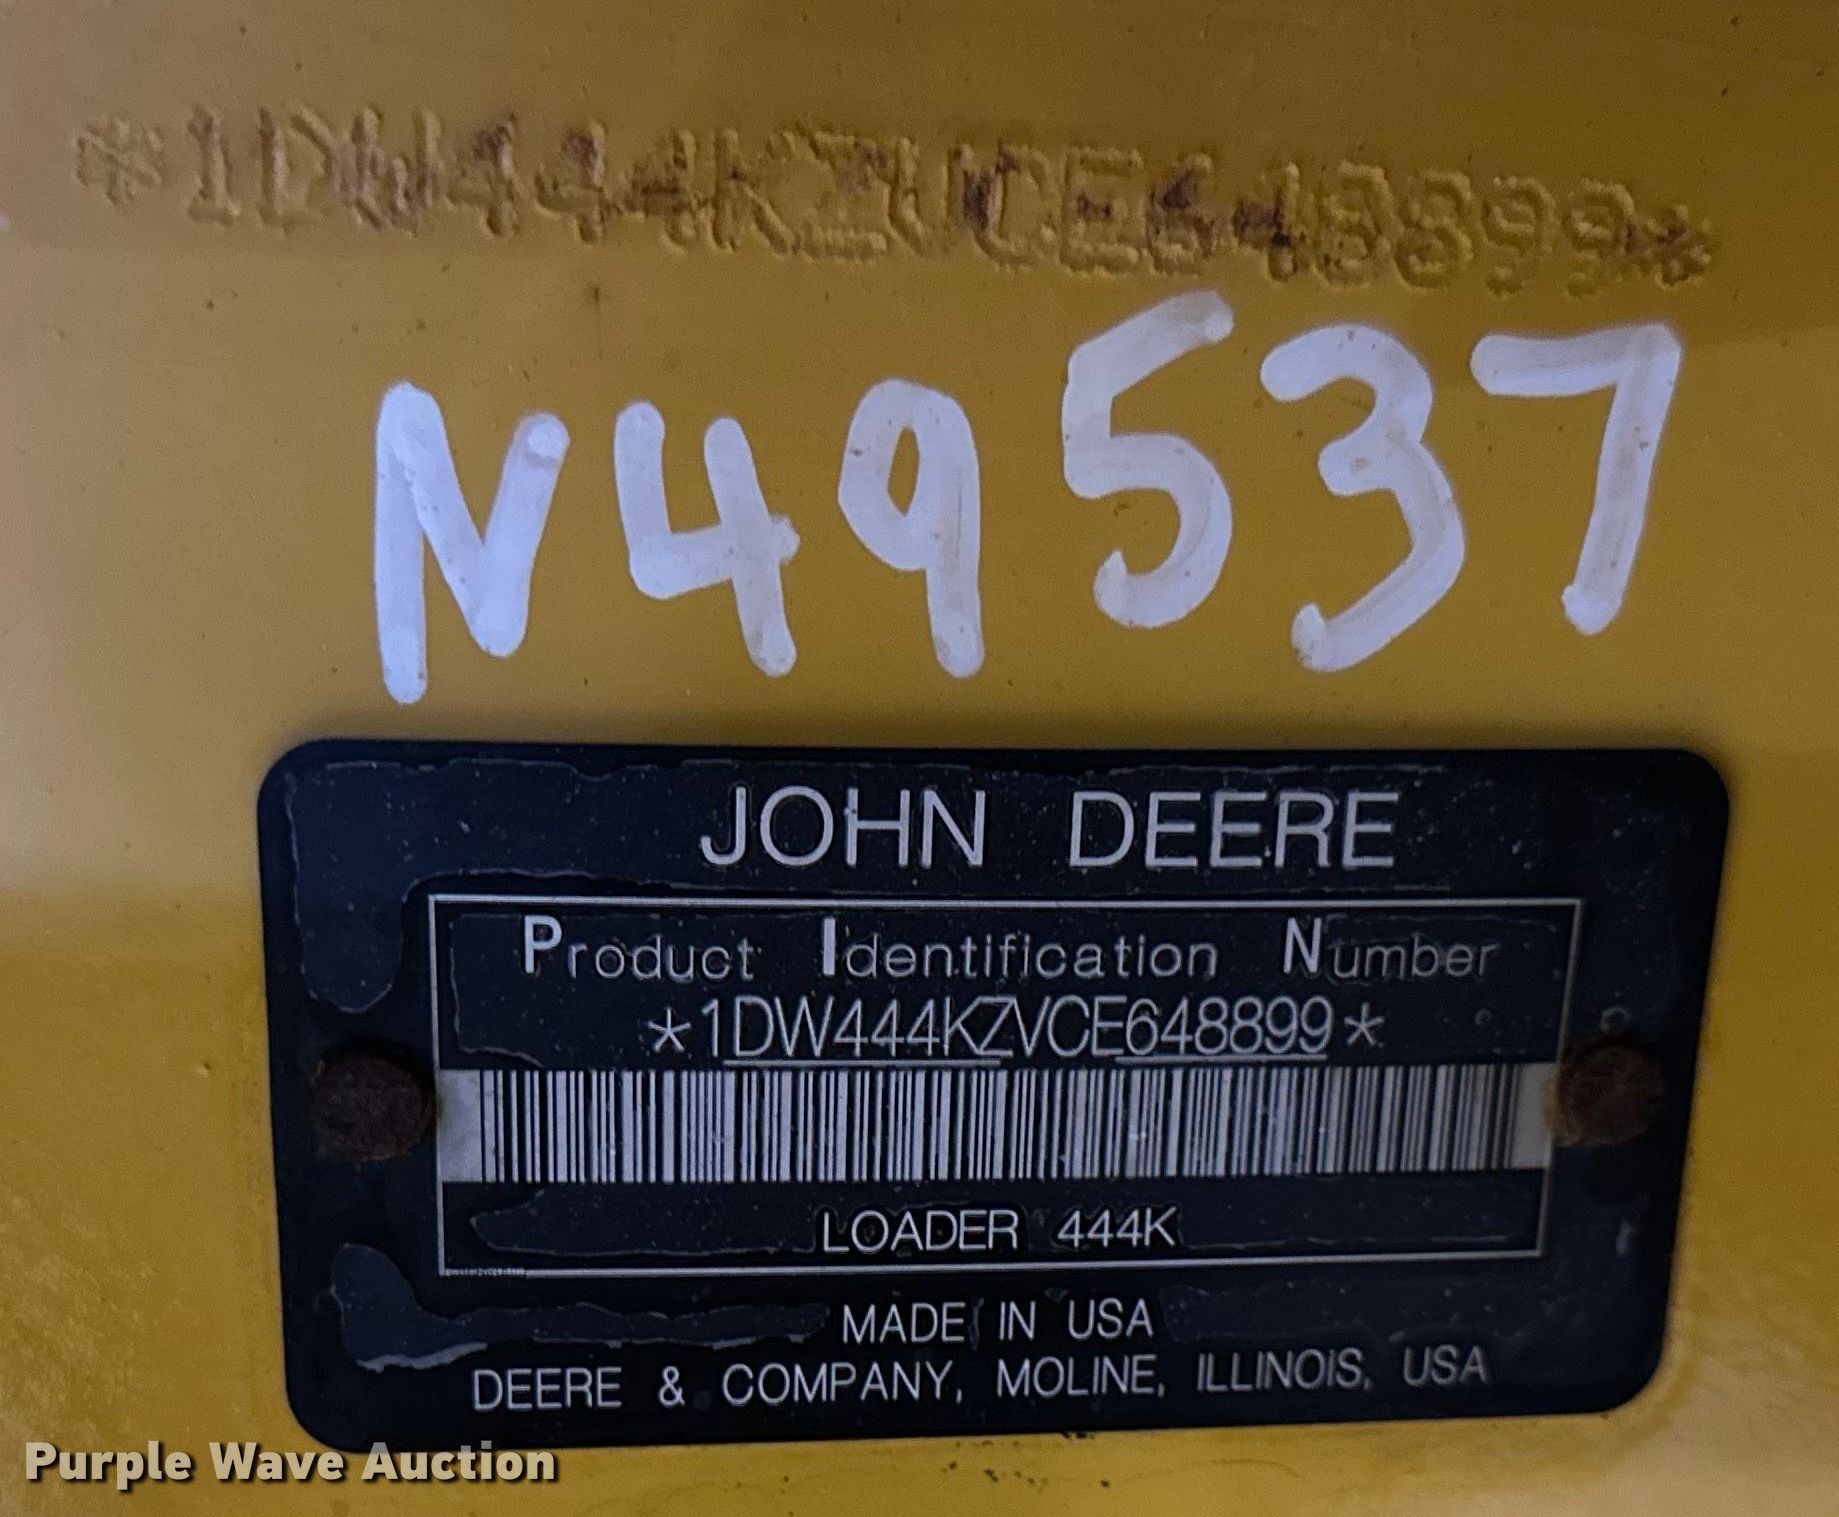 *1DW444KZVCE648899*
N49537
JOHN DEERE
Product Identification Number
*1DW444KZVCE648899*
LOADER 444K
MADE IN USA
DEERE & COMPANY, MOLINE, ILLINOIS, USA
Purple Wave Auction